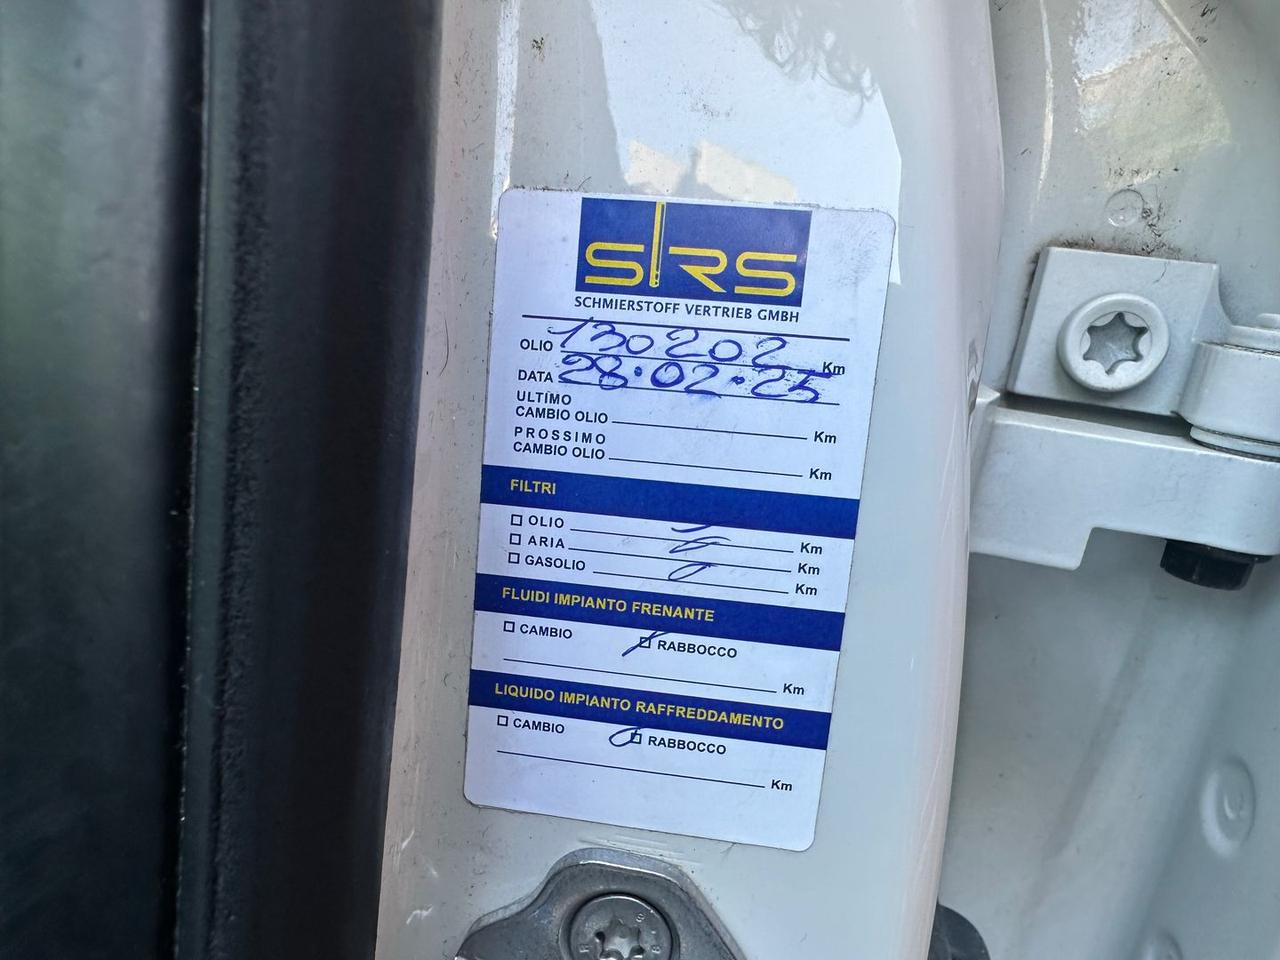 SRS
SCHMIERSTOFF VERTRIEB GMBH
OLIO 130202 Km
DATA 28.02.25
ULTIMO
CAMBIO OLIO Km
PROSSIMO
CAMBIO OLIO Km
FILTRI
OLIO Km
ARIA Km
GASOLIO Km
FLUIDI IMPIANTO FRENANTE
CAMBIO RABBOCCO
Km
LIQUIDO IMPIANTO RAFFREDDAMENTO
CAMBIO RABBOCCO
Km